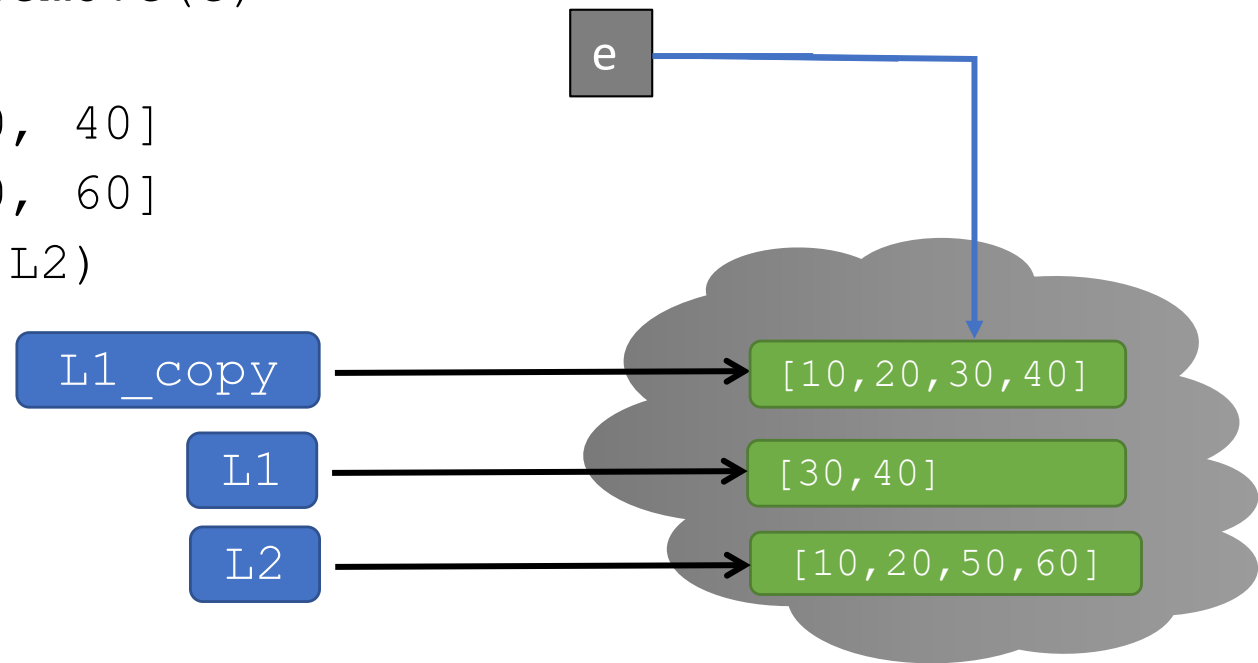 e
0, 40]
0, 60]
L2)
L1_copy
[10,20,30,40]
L1
[30,40]
L2
[10,20,50,60]